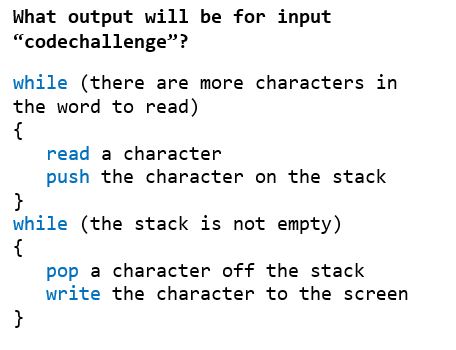 What output will be for input
“codechallenge”?
while (there are more characters in
the word to read)
{
read a character
push the character on the stack
}
while (the stack is not empty)
{
pop a character off the stack
write the character to the screen
}